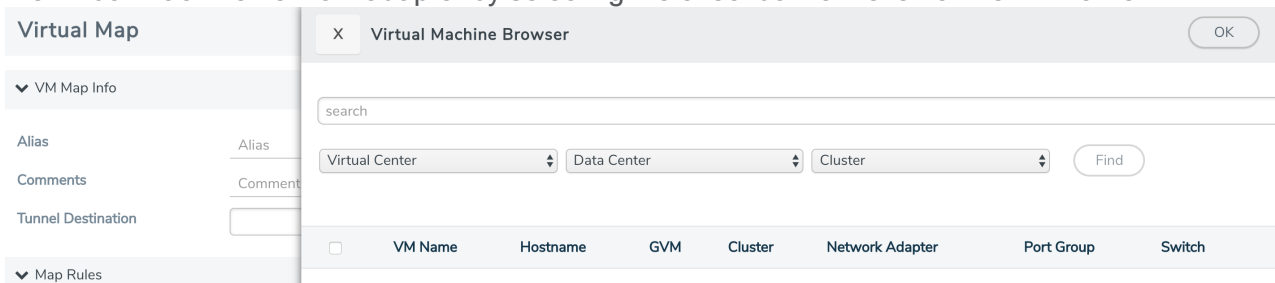 Virtual Map
X Virtual Machine Browser OK
VM Map Info
search
Alias Alias
Virtual Center Data Center Cluster Find
Comments Comment
Tunnel Destination
VM Name Hostname GVM Cluster Network Adapter Port Group Switch
Map Rules